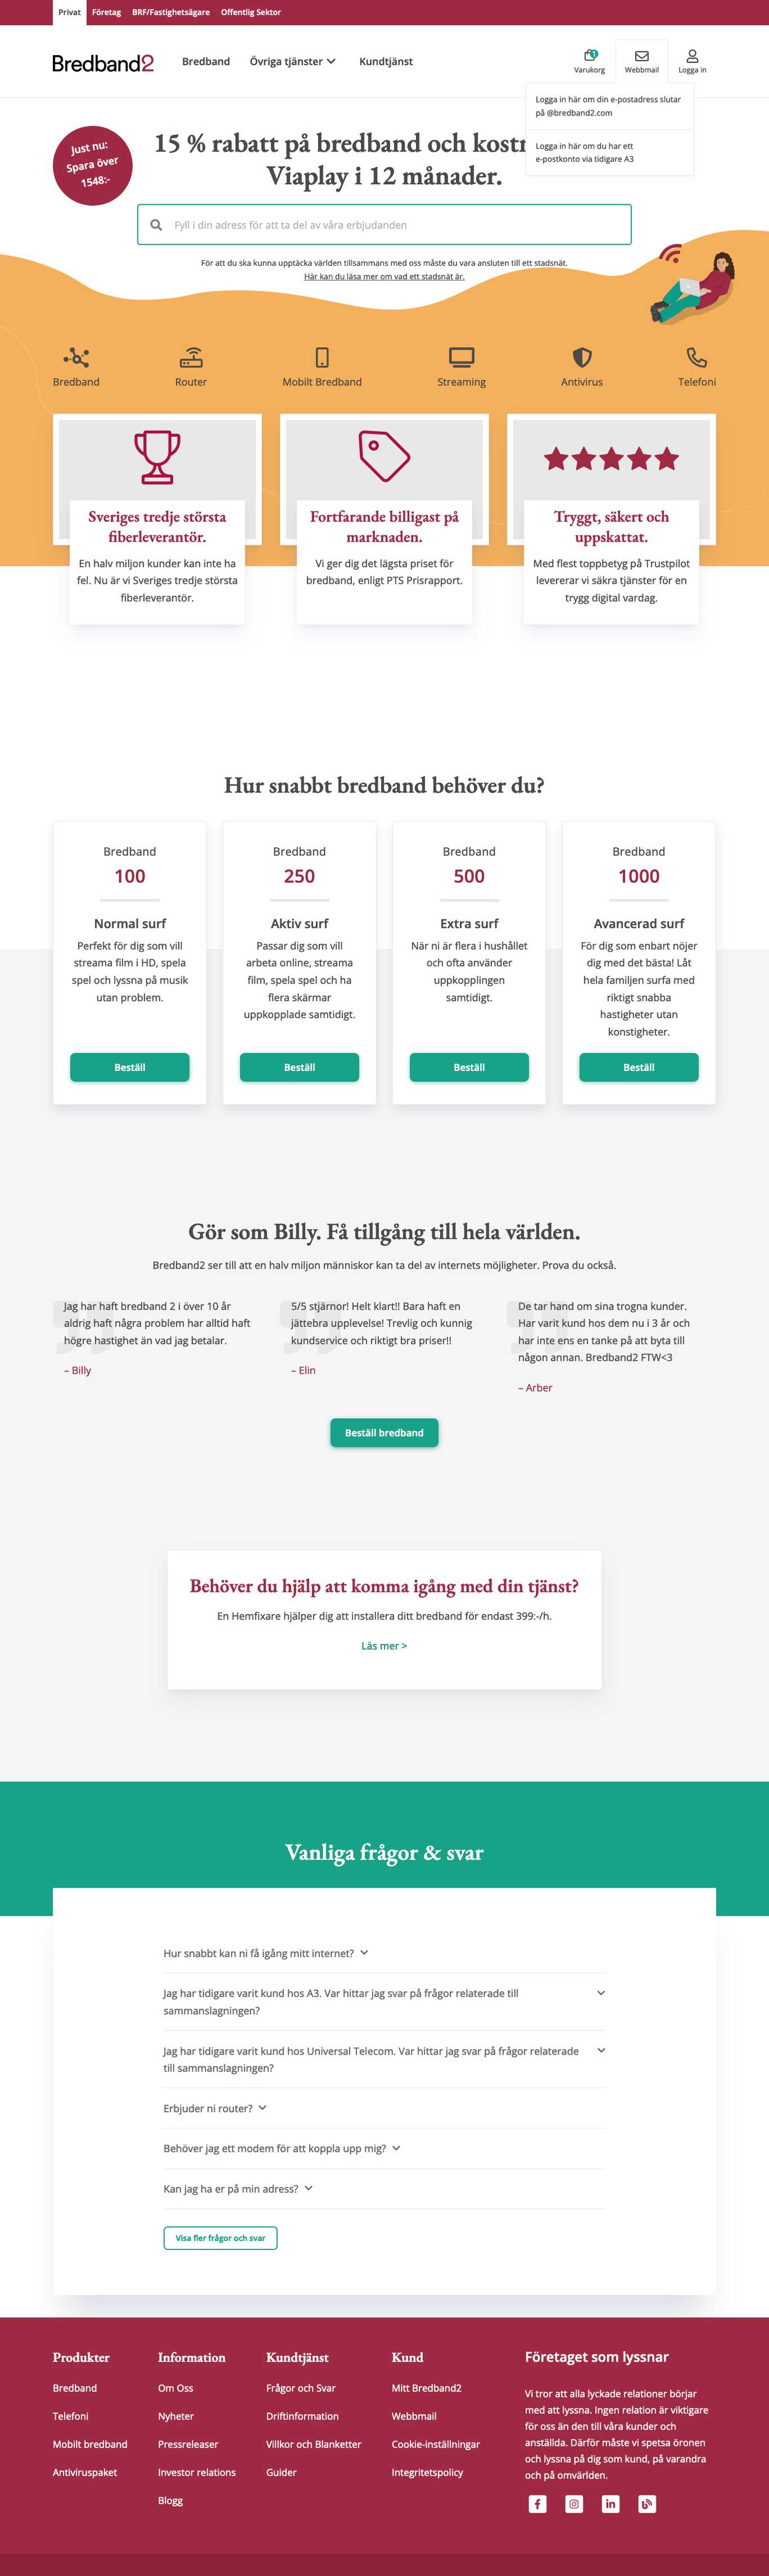 Privat Företag BRF/Fastighetsägare Offentlig Sektor
Bredband2 Bredband Övriga tjänster Kundtjänst
1
Varukorg Webbmail Logga in
Logga in här om din e-postadress slutar
på @bredband2.com
Logga in här om du har ett
e-postkonto via tidigare A3
Just nu:
Spara över
1548:-
15 % rabatt på bredband och
Viaplay i 12 månader.
Fyll i din adress för att ta del av våra erbjudanden
För att du ska kunna upptäcka världen tillsammans med oss måste du vara ansluten till ett stadsnät.
Här kan du läsa mer om vad ett stadsnät är.
Bredband Router Mobilt Bredband Streaming Antivirus Telefoni
Sveriges tredje största
fiberleverantör.
En halv miljon kunder kan inte ha
fel. Nu är vi Sveriges tredje största
fiberleverantör.
Fortfarande billigast på
marknaden.
Vi ger dig det lägsta priset för
bredband, enligt PTS Prisrapport.
Tryggt, säkert och
uppskattat.
Med flest toppbetyg på Trustpilot
levererar vi säkra tjänster för en
trygg digital vardag.
Hur snabbt bredband behöver du?
Bredband
100
Normal surf
Perfekt för dig som vill
streama film i HD, spela
spel och lyssna på musik
utan problem.
Beställ
Bredband
250
Aktiv surf
Passar dig som vill
arbeta online, streama
film, spela spel och ha
flera skärmar
uppkopplade samtidigt.
Beställ
Bredband
500
Extra surf
När ni är flera i hushållet
och ofta använder
uppkopplingen
samtidigt.
Beställ
Bredband
1000
Avancerad surf
För dig som enbart nöjer
dig med det bästa! Låt
hela familjen surfa med
riktigt snabba
hastigheter utan
konstigheter.
Beställ
Gör som Billy. Få tillgång till hela världen.
Bredband2 ser till att en halv miljon människor kan ta del av internets möjligheter. Prova du också.
Jag har haft bredband 2 i över 10 år
aldrig haft några problem har alltid haft
högre hastighet än vad jag betalar.
– Billy
5/5 stjärnor! Helt klart!! Bara haft en
jättebra upplevelse! Trevlig och kunnig
kundservice och riktigt bra priser!!
– Elin
De tar hand om sina trogna kunder.
Har varit kund hos dem nu i 3 år och
har inte ens en tanke på att byta till
någon annan. Bredband2 FTW<3
– Arber
Beställ bredband
Behöver du hjälp att komma igång med din tjänst?
En Hemfixare hjälper dig att installera ditt bredband för endast 399:-/h.
Läs mer >
Vanliga frågor & svar
Hur snabbt kan ni få igång mitt internet?
Jag har tidigare varit kund hos A3. Var hittar jag svar på frågor relaterade till
sammanslagningen?
Jag har tidigare varit kund hos Universal Telecom. Var hittar jag svar på frågor relaterade
till sammanslagningen?
Erbjuder ni router?
Behöver jag ett modem för att koppla upp mig?
Kan jag ha er på min adress?
Visa fler frågor och svar
Produkter
Bredband
Telefoni
Mobilt bredband
Antiviruspaket
Information
Om Oss
Nyheter
Pressreleaser
Investor relations
Blogg
Kundtjänst
Frågor och Svar
Driftinformation
Villkor och Blanketter
Guider
Kund
Mitt Bredband2
Webbmail
Cookie-inställningar
Integritetspolicy
Företaget som lyssnar
Vi tror att alla lyckade relationer börjar
med att lyssna. Ingen relation är viktigare
för oss än den till våra kunder och
anställda. Därför måste vi spetsa öronen
och lyssna på dig som kund, på varandra
och på omvärlden.